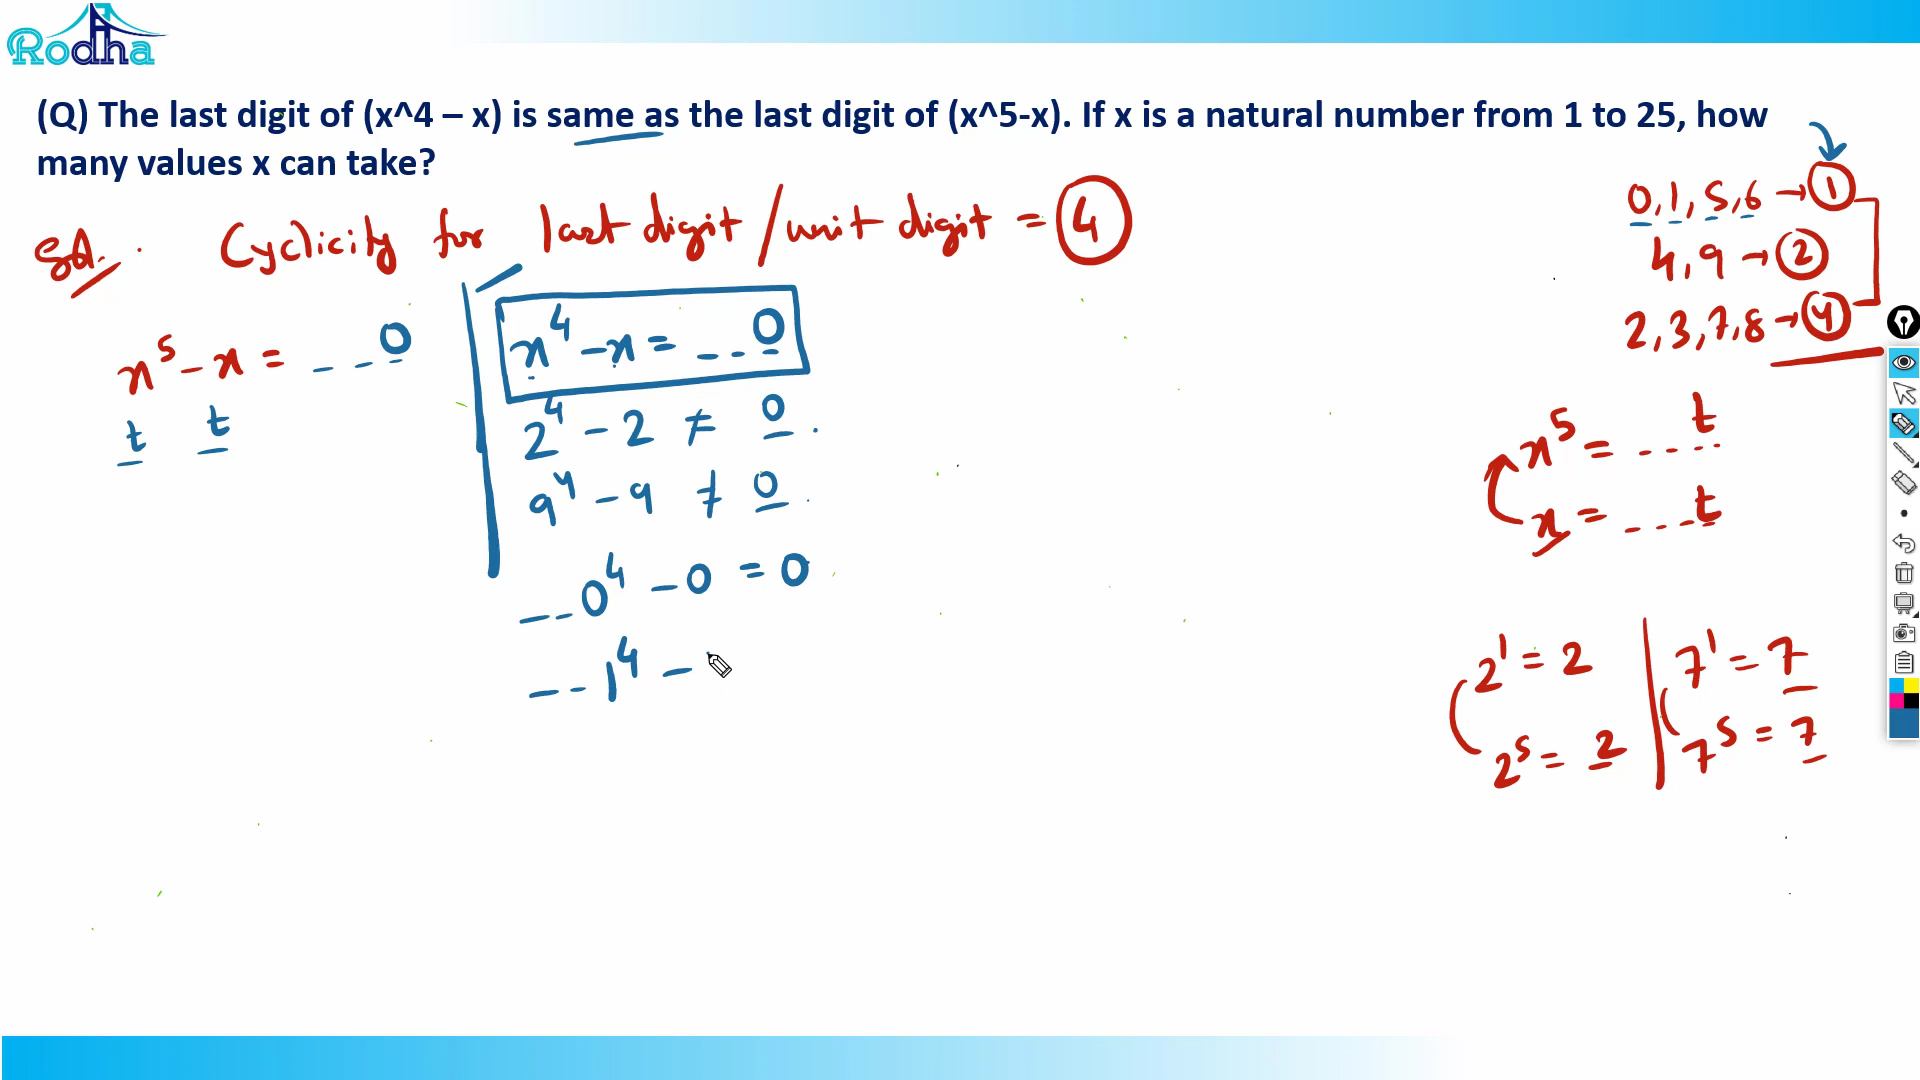 Rodha
(Q) The last digit of (x^4 – x) is same as the last digit of (x^5-x). If x is a natural number from 1 to 25, how
many values x can take?
Sol. Cyclicity for last digit / unit digit = 4
0, 1, 5, 6 → 1
4, 9 → 2
2, 3, 7, 8 → 4
x^5 - x = _ _ 0
t t
x^4 - x = _ _ 0
2^4 - 2 ≠ 0
9^4 - 9 ≠ 0
_ _ 0^4 - 0 = 0
_ _ 1^4 -
x^5 = _ _ _ t
x = _ _ _ t
2^1 = 2
2^5 = 2
7^1 = 7
7^5 = 7